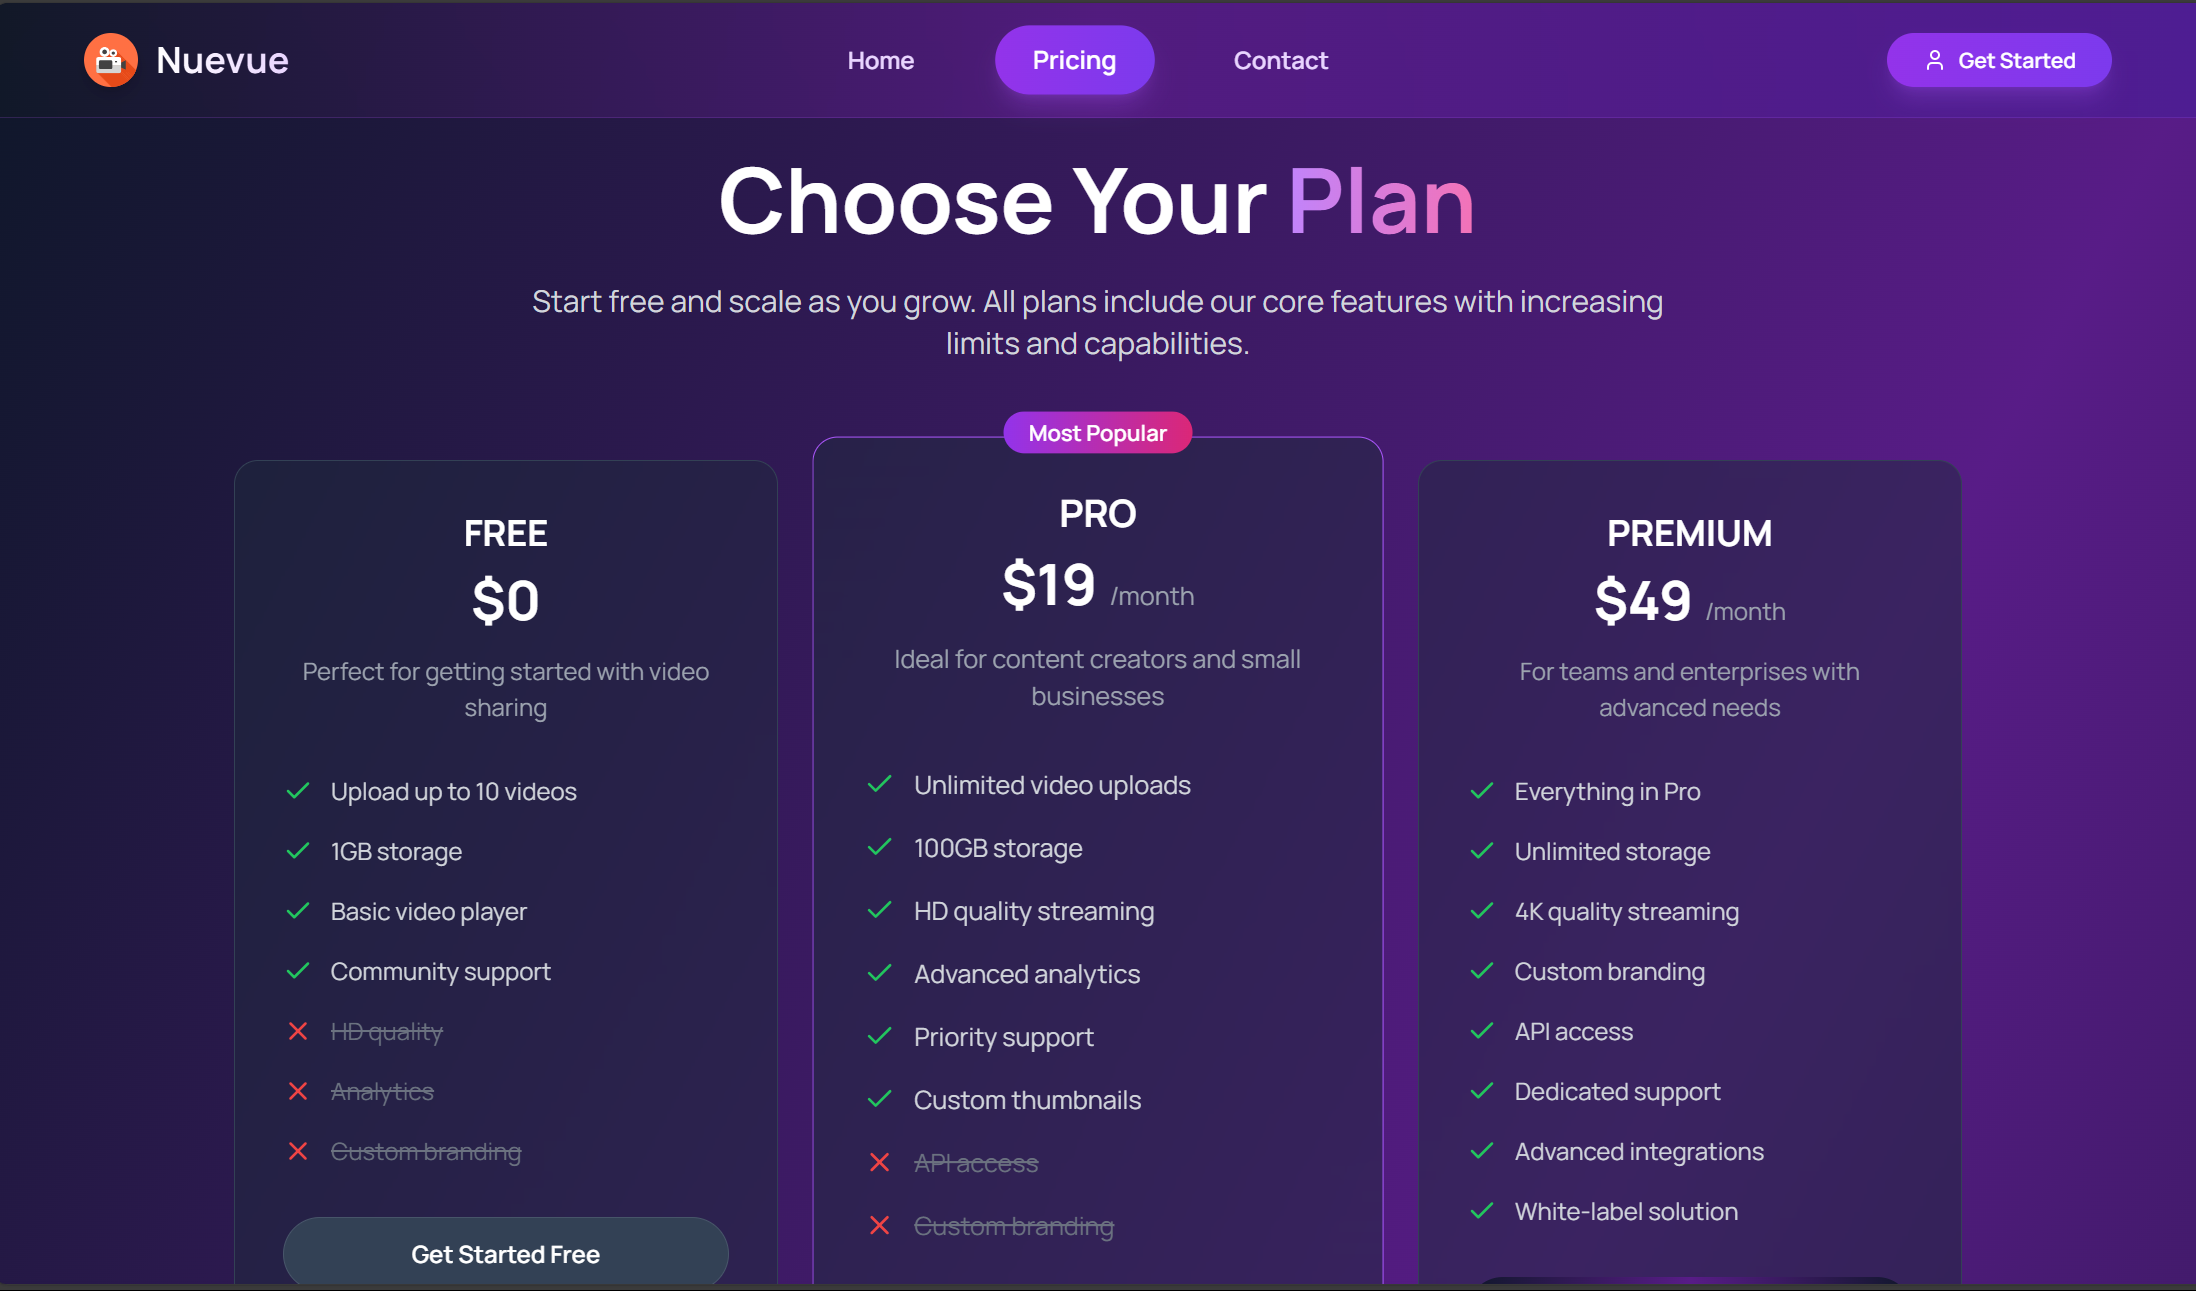 Nuevue
Home
Pricing
Contact
Get Started
Choose Your Plan
Start free and scale as you grow. All plans include our core features with increasing
limits and capabilities.
FREE
$0
Perfect for getting started with video
sharing
Upload up to 10 videos
1GB storage
Basic video player
Community support
HD quality
Analytics
Custom branding
Get Started Free
Most Popular
PRO
$19 /month
Ideal for content creators and small
businesses
Unlimited video uploads
100GB storage
HD quality streaming
Advanced analytics
Priority support
Custom thumbnails
API access
Custom branding
PREMIUM
$49 /month
For teams and enterprises with
advanced needs
Everything in Pro
Unlimited storage
4K quality streaming
Custom branding
API access
Dedicated support
Advanced integrations
White-label solution